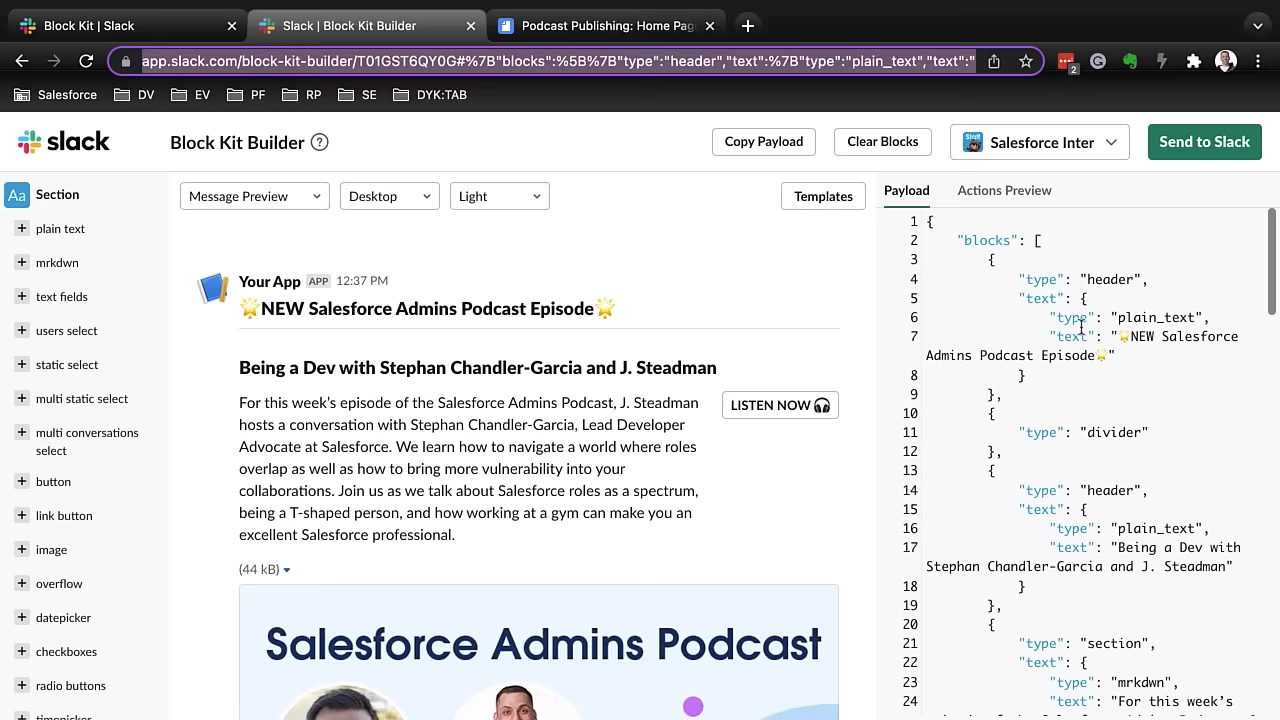 Block Kit | Slack
Slack | Block Kit Builder
Podcast Publishing: Home Pag
app.slack.com/block-kit-builder/T01GST6QY0G#%7B"blocks":%5B%7B"type":"header","text":%7B"type":"plain_text","text":"
2
Salesforce
DV
EV
PF
RP
SE
DYK:TAB
slack
Block Kit Builder
Copy Payload
Clear Blocks
Salesforce Inter
Send to Slack
Aa Section
plain text
mrkdwn
text fields
users select
static select
multi static select
multi conversations
select
button
link button
image
overflow
datepicker
checkboxes
radio buttons
timepicker
Message Preview
Desktop
Light
Templates
Your App APP 12:37 PM
🌟NEW Salesforce Admins Podcast Episode🌟
Being a Dev with Stephan Chandler-Garcia and J. Steadman
For this week's episode of the Salesforce Admins Podcast, J. Steadman
hosts a conversation with Stephan Chandler-Garcia, Lead Developer
Advocate at Salesforce. We learn how to navigate a world where roles
overlap as well as how to bring more vulnerability into your
collaborations. Join us as we talk about Salesforce roles as a spectrum,
being a T-shaped person, and how working at a gym can make you an
excellent Salesforce professional.
LISTEN NOW🎧
(44 kB)
Salesforce Admins Podcast
Payload
Actions Preview
1 {
2 "blocks": [
3 {
4 "type": "header",
5 "text": {
6 "type": "plain_text",
7 "text": "🌟NEW Salesforce
Admins Podcast Episode🌟"
8 }
9 },
10 {
11 "type": "divider"
12 },
13 {
14 "type": "header",
15 "text": {
16 "type": "plain_text",
17 "text": "Being a Dev with
Stephan Chandler-Garcia and J. Steadman"
18 }
19 },
20 {
21 "type": "section",
22 "text": {
23 "type": "mrkdwn",
24 "text": "For this week's